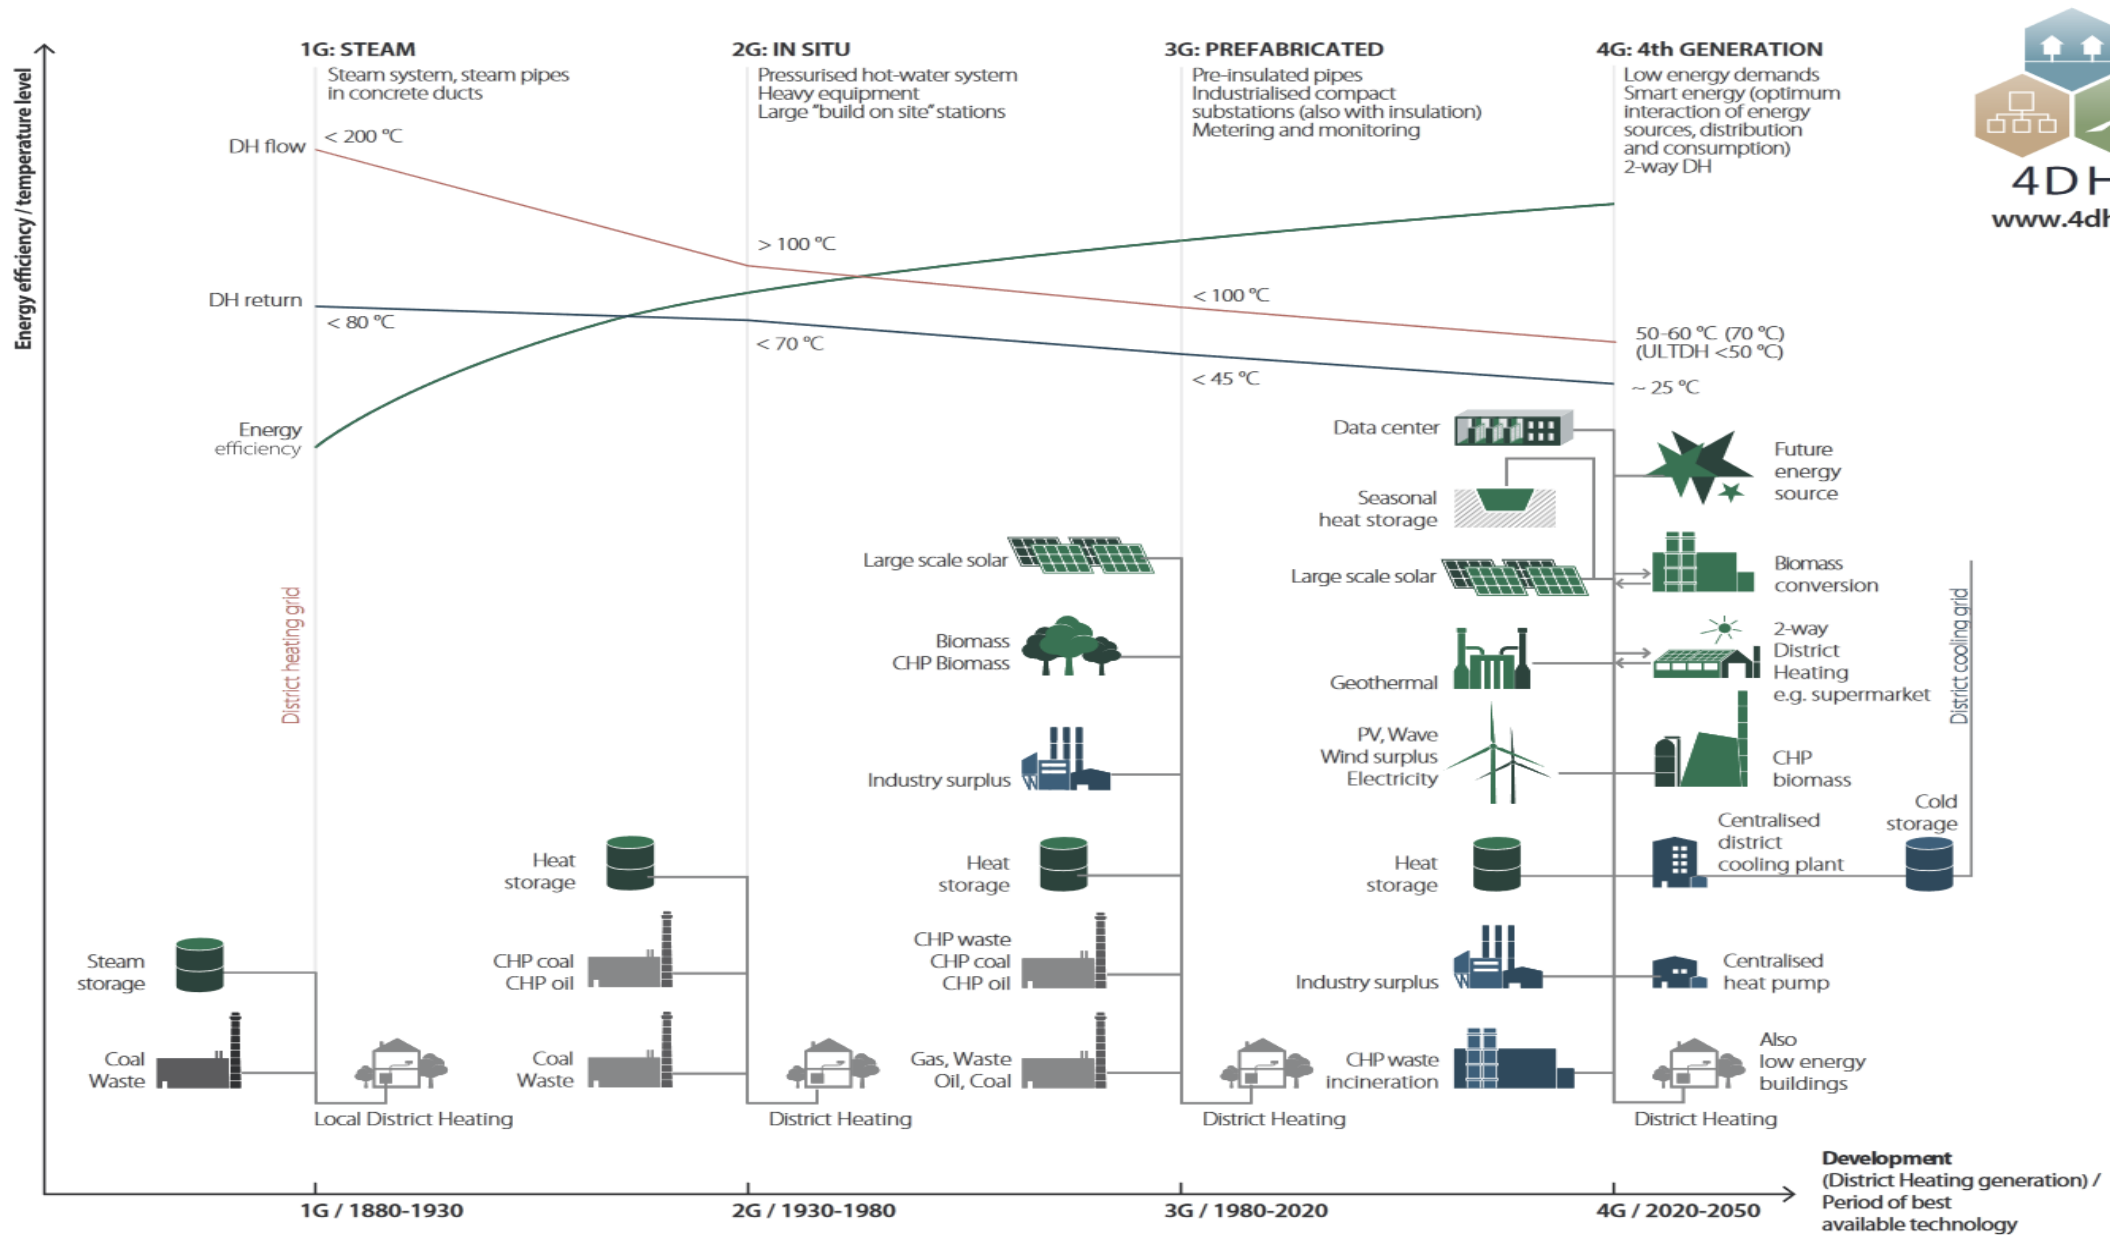 Energy efficiency / temperature level
1G: STEAM
Steam system, steam pipes
in concrete ducts
2G: IN SITU
Pressurised hot-water system
Heavy equipment
Large "build on site" stations
3G: PREFABRICATED
Pre-insulated pipes
Industrialised compact
substations (also with insulation)
Metering and monitoring
4G: 4th GENERATION
Low energy demands
Smart energy (optimum
interaction of energy
sources, distribution
and consumption)
2-way DH
4DH
www.4dh
DH flow
< 200 °C
> 100 °C
< 100 °C
50-60 °C (70 °C)
(ULTDH <50 °C)
DH return
< 80 °C
< 70 °C
< 45 °C
~ 25 °C
Energy
efficiency
District heating grid
Steam
storage
Coal
Waste
Local District Heating
Heat
storage
CHP coal
CHP oil
Coal
Waste
District Heating
Large scale solar
Biomass
CHP Biomass
Industry surplus
Heat
storage
CHP waste
CHP coal
CHP oil
Gas, Waste
Oil, Coal
District Heating
Data center
Seasonal
heat storage
Large scale solar
Geothermal
PV, Wave
Wind surplus
Electricity
Heat
storage
Industry surplus
CHP waste
incineration
Future
energy
source
Biomass
conversion
2-way
District
Heating
e.g. supermarket
CHP
biomass
Centralised
district
cooling plant
Cold
storage
District cooling grid
Centralised
heat pump
Also
low energy
buildings
District Heating
1G / 1880-1930
2G / 1930-1980
3G / 1980-2020
4G / 2020-2050
Development
(District Heating generation) /
Period of best
available technology